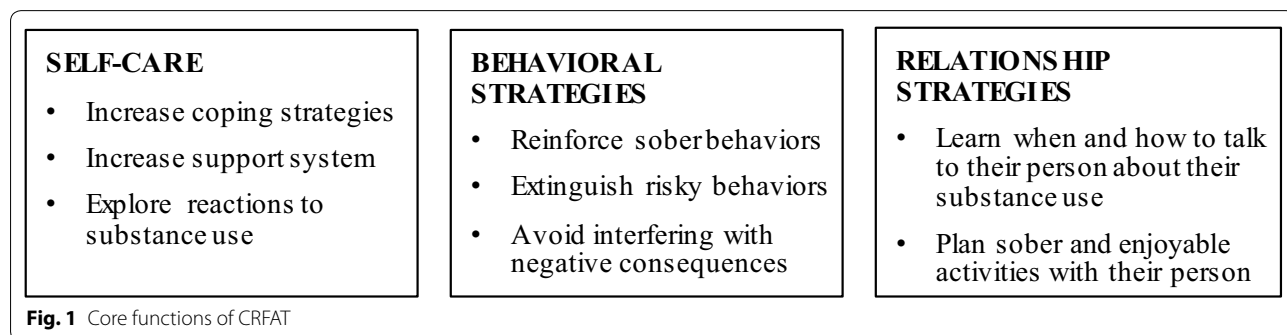 SELF-CARE
• Increase coping strategies
• Increase support system
• Explore reactions to
substance use
BEHAVIORAL
STRATEGIES
• Reinforce sober behaviors
• Extinguish risky behaviors
• Avoid interfering with
negative consequences
RELATIONSHIP
STRATEGIES
• Learn when and how to talk
to their person about their
substance use
• Plan sober and enjoyable
activities with their person
Fig. 1 Core functions of CRFAT